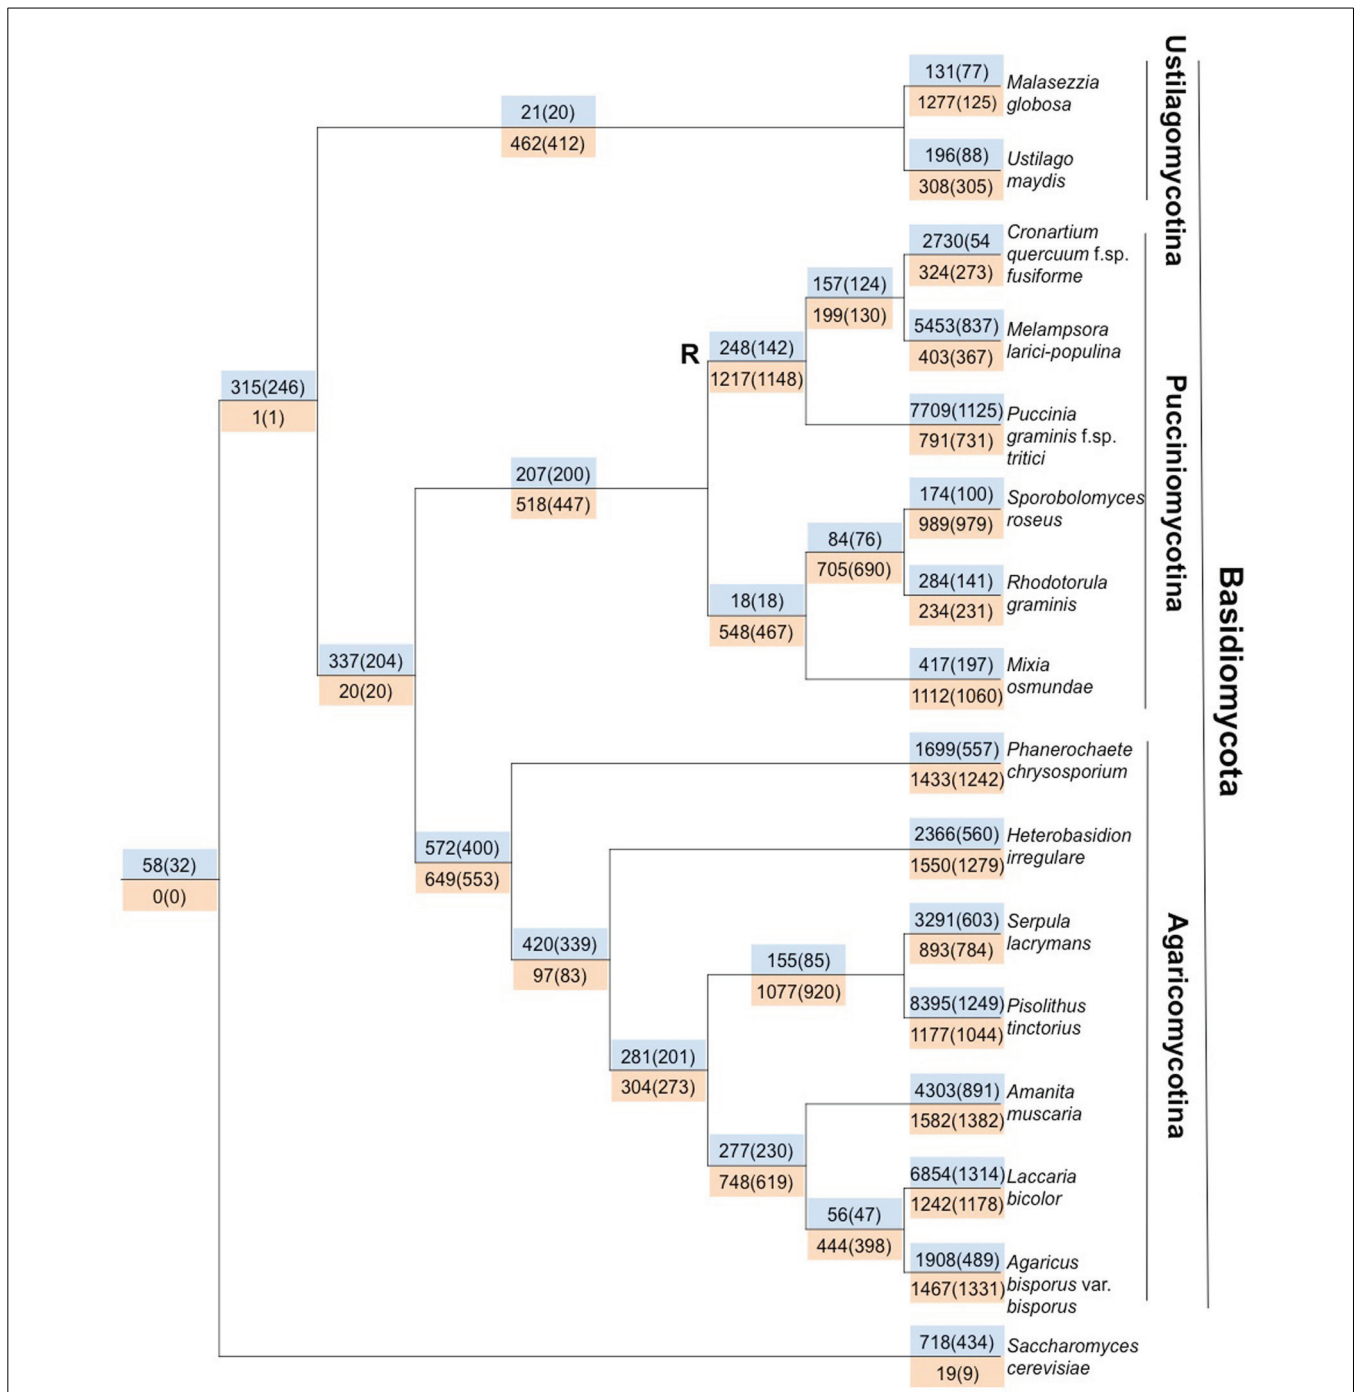 131(77)
1277(125)
Malasezzia
globosa
21(20)
462(412)
196(88)
308(305)
Ustilago
maydis
Ustilagomycotina
2730(54
324(273)
Cronartium
quercuum f.sp.
fusiforme
157(124)
199(130)
5453(837)
403(367)
Melampsora
larici-populina
R
248(142)
1217(1148)
7709(1125)
791(731)
Puccinia
graminis f.sp.
tritici
315(246)
1(1)
207(200)
518(447)
174(100)
989(979)
Sporobolomyces
roseus
84(76)
705(690)
284(141)
234(231)
Rhodotorula
graminis
18(18)
548(467)
417(197)
1112(1060)
Mixia
osmundae
Pucciniomycotina
337(204)
20(20)
1699(557)
1433(1242)
Phanerochaete
chrysosporium
Basidiomycota
572(400)
649(553)
2366(560)
1550(1279)
Heterobasidion
irregulare
58(32)
0(0)
420(339)
97(83)
3291(603)
893(784)
Serpula
lacrymans
155(85)
1077(920)
8395(1249)
1177(1044)
Pisolithus
tinctorius
281(201)
304(273)
4303(891)
1582(1382)
Amanita
muscaria
Agaricomycotina
277(230)
748(619)
6854(1314)
1242(1178)
Laccaria
bicolor
56(47)
444(398)
1908(489)
1467(1331)
Agaricus
bisporus var.
bisporus
718(434)
19(9)
Saccharomyces
cerevisiae